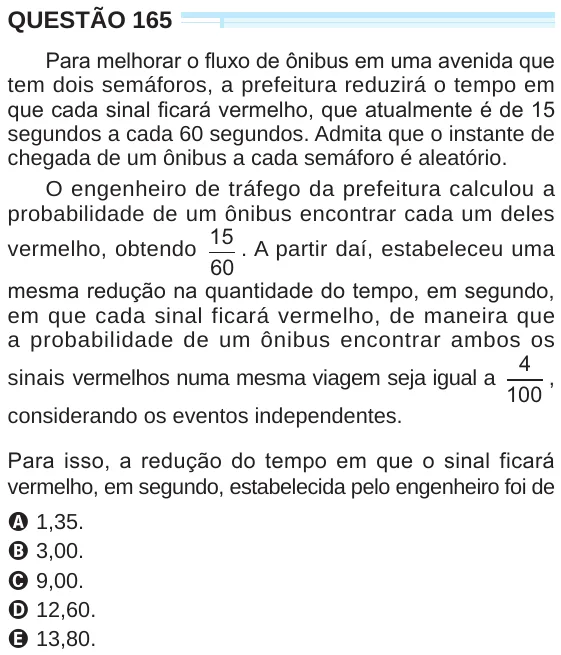 QUESTÃO 165
Para melhorar o fluxo de ônibus em uma avenida que
tem dois semáforos, a prefeitura reduzirá o tempo em
que cada sinal ficará vermelho, que atualmente é de 15
segundos a cada 60 segundos. Admita que o instante de
chegada de um ônibus a cada semáforo é aleatório.
O engenheiro de tráfego da prefeitura calculou a
probabilidade de um ônibus encontrar cada um deles
vermelho, obtendo 15/60. A partir daí, estabeleceu uma
mesma redução na quantidade do tempo, em segundo,
em que cada sinal ficará vermelho, de maneira que
a probabilidade de um ônibus encontrar ambos os
sinais vermelhos numa mesma viagem seja igual a 4/100,
considerando os eventos independentes.
Para isso, a redução do tempo em que o sinal ficará
vermelho, em segundo, estabelecida pelo engenheiro foi de
A 1,35.
B 3,00.
C 9,00.
D 12,60.
E 13,80.